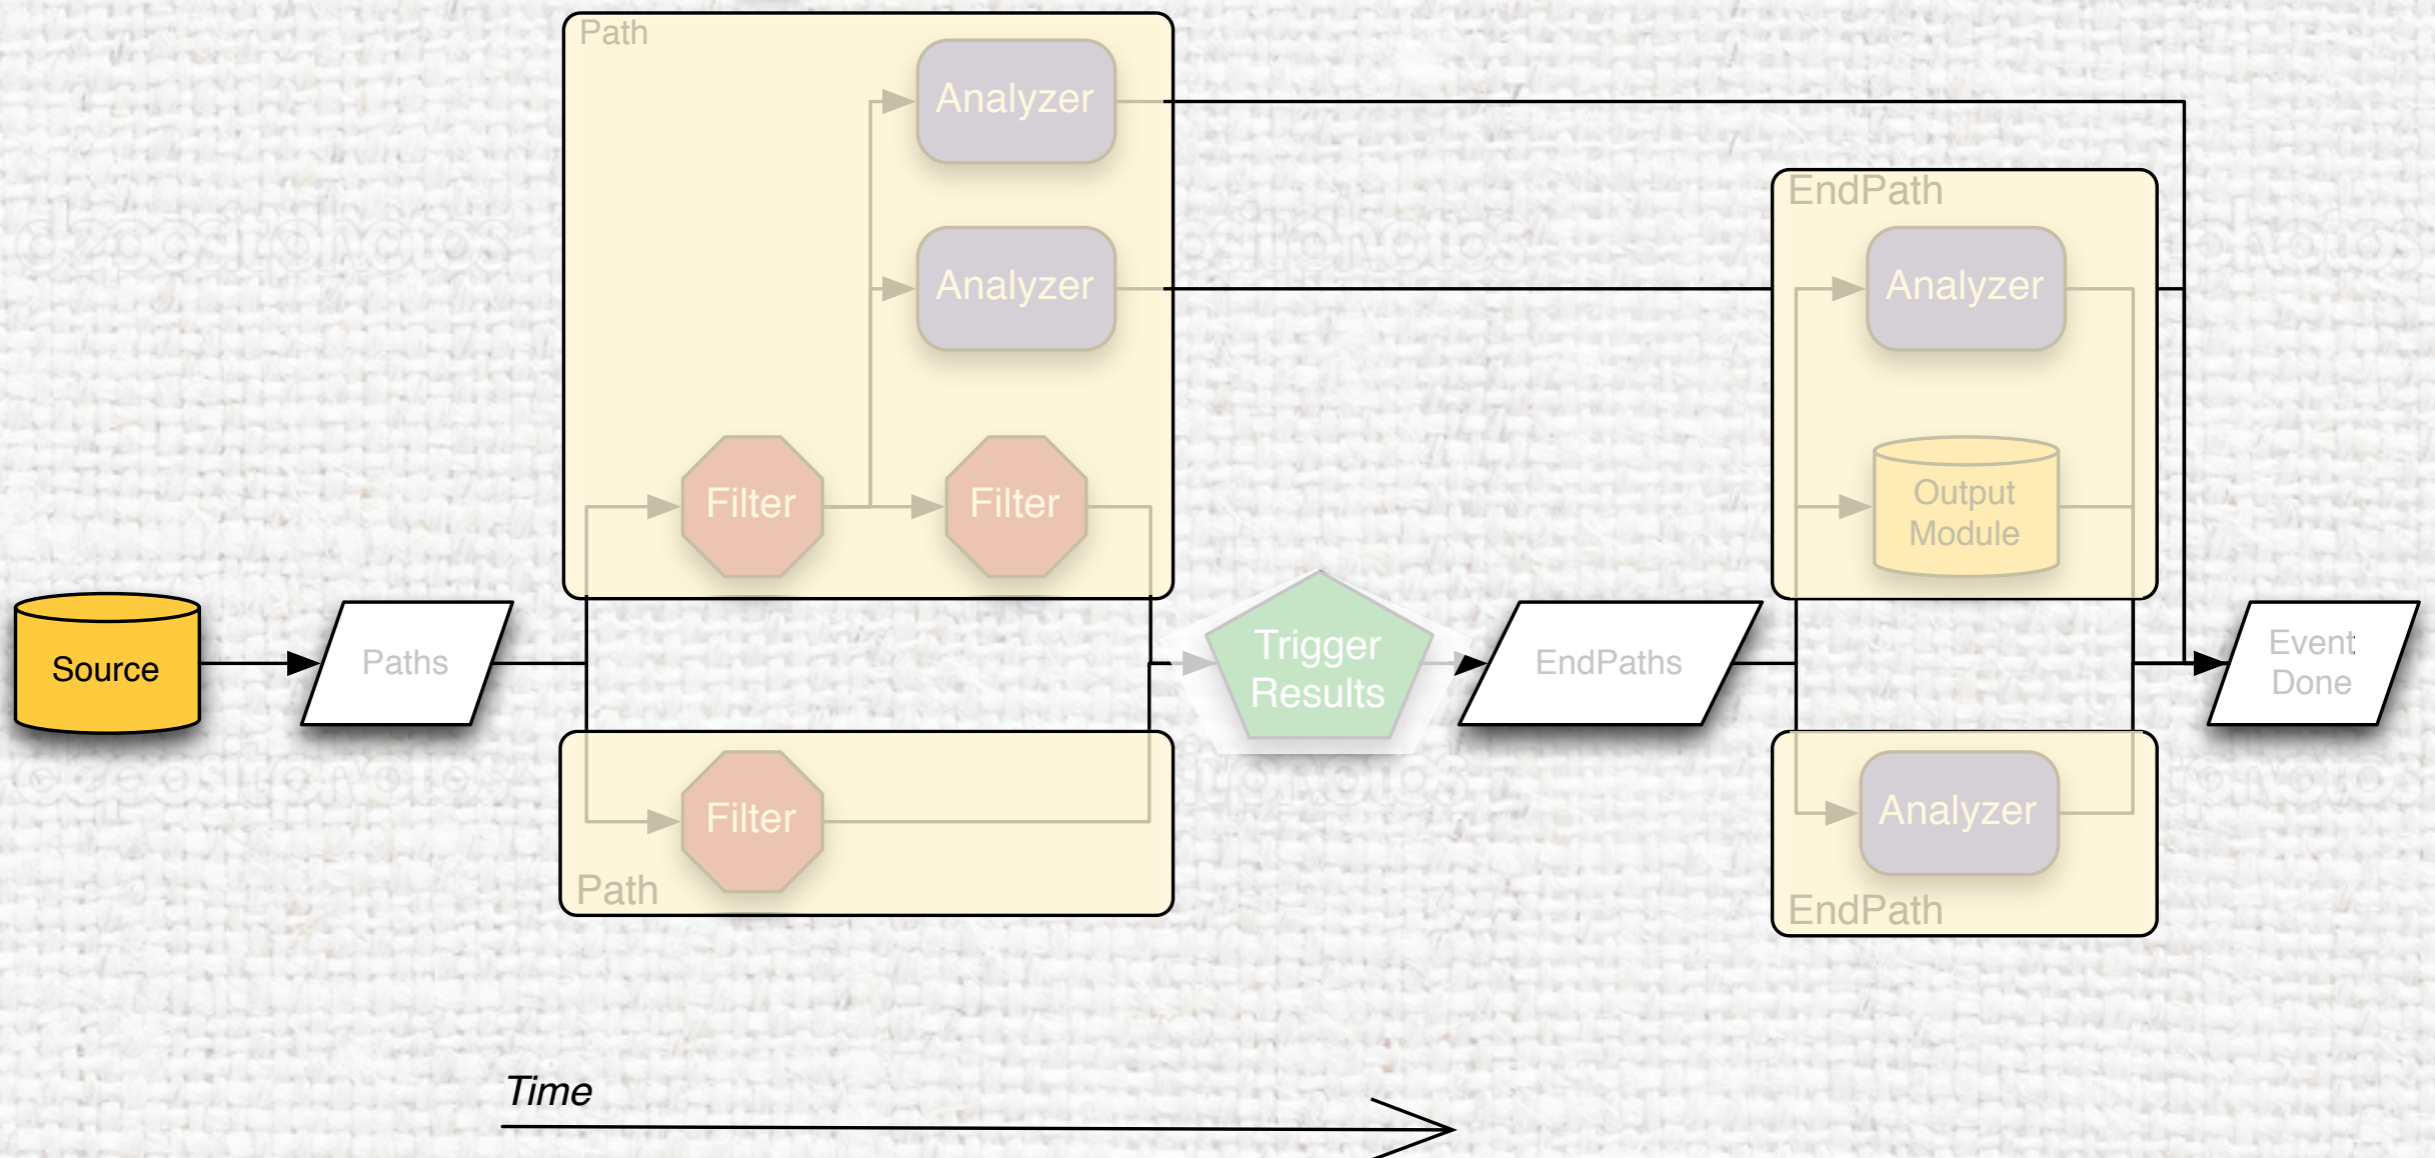 Path
Analyzer
Analyzer
EndPath
Analyzer
Filter
Filter
Output
Module
Source
Paths
Trigger
Results
EndPaths
Event
Done
Filter
Path
Analyzer
EndPath
Time
depositphotos